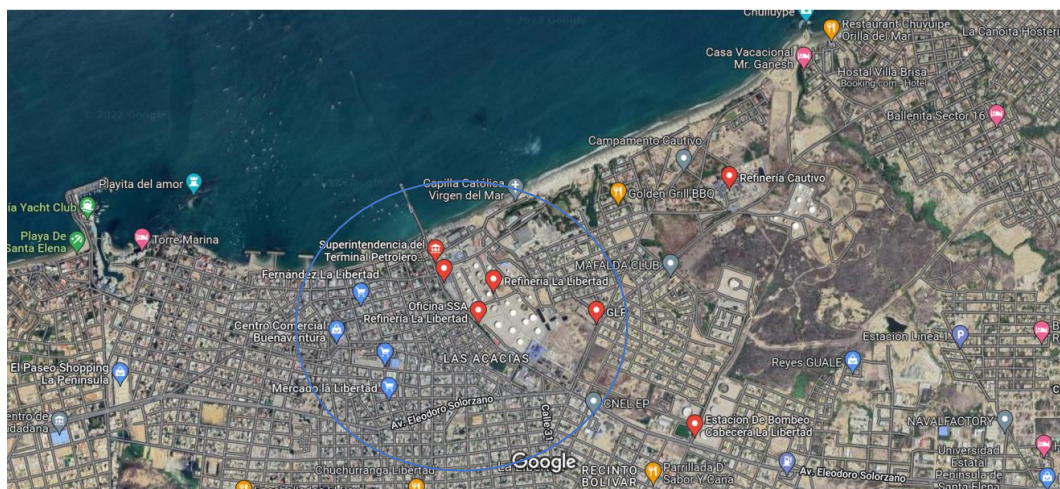 © 2022 Google
Chulluype
Restaurant Chuyuipe
Orilla del Mar
La Canoita Hosteri
Casa Vacacional
Mr. Ganesh
Hostal Villa Brisa
Booking.com - Hotel
© 2022 Google
Ballenita Sector 16
Campamento Cautivo
Playita del amor
Capilla Católica
Virgen del Mar
Golden Grill BBQ
Refinería Cautivo
ía Yacht Club
Playa De
Santa Elena
Torre Marina
Superintendencia del
Terminal Petrolero...
MAFALDA CLUB
Fernández La Libertad
Refinería La Libertad
Oficina SSA
Refinería La Libertad
GLP
Centro Comercial
Buenaventura
Estacion Linea 1
LAS ACACIAS
El Paseo Shopping
La Península
Reyes GUALE
Mercado la Libertad
Av. Eleodoro Solorzano
Calle 31
CNEL EP
entro de
udadana
Estación De Bombeo
Cabecera La Libertad
NAVALFACTORY
Google
Chuchurranga Libertad
RECINTO
BOLIVAR
Parrillada D´
Sabor Y Caña
Av. Eleodoro Solorzano
Universidad
Estatal
Península de
Santa Elena